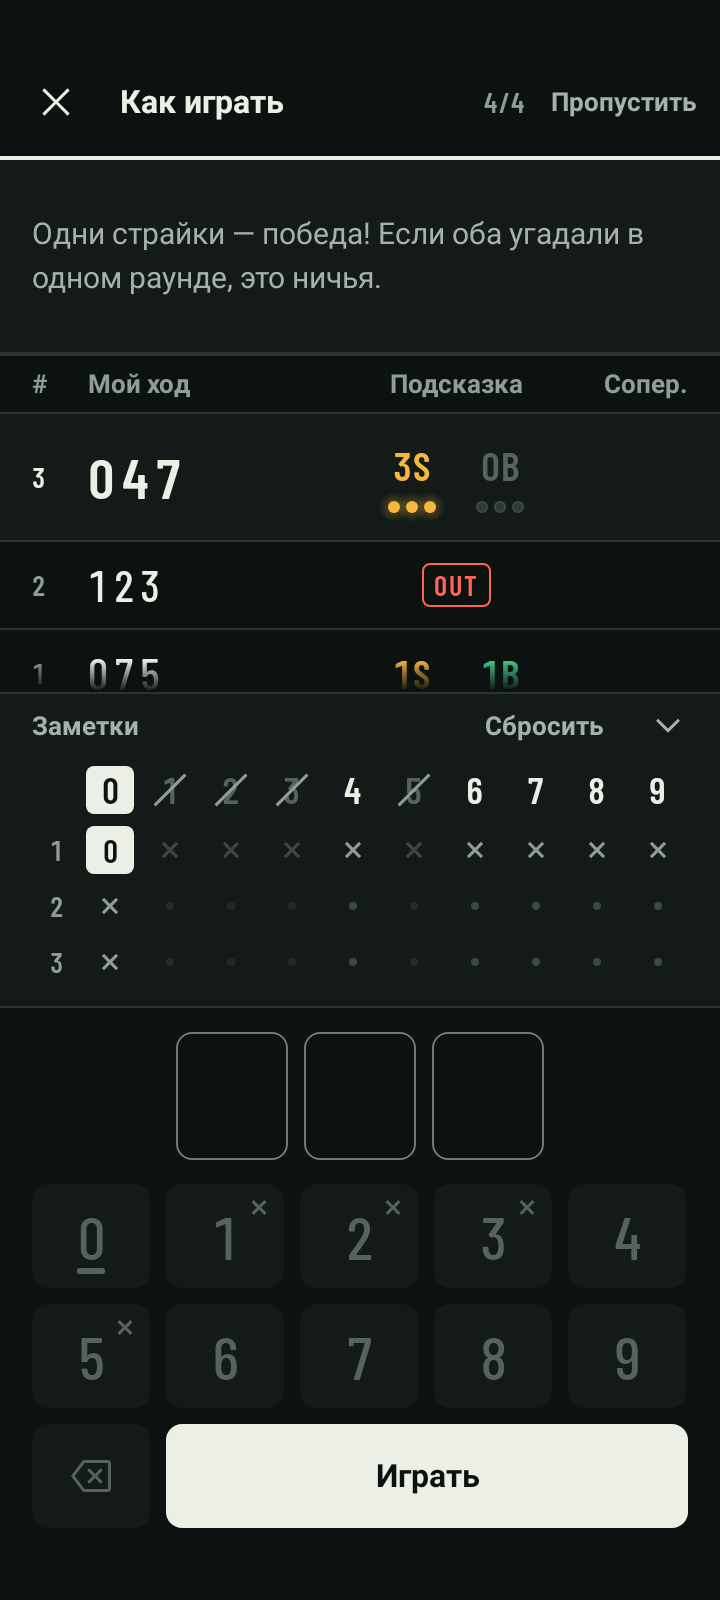 Как играть 4/4 Пропустить
Одни страйки — победа! Если оба угадали в
одном раунде, это ничья.
# Мой ход Подсказка Сопер.
3 047 3S 0B
2 123 OUT
1 075 1S 1B
Заметки Сбросить
0 1 2 3 4 5 6 7 8 9
1 0 × × × × × × × × ×
2 × • • • • • • • • •
3 × • • • • • • • • •
0 1 × 2 × 3 × 4
5 × 6 7 8 9
Играть